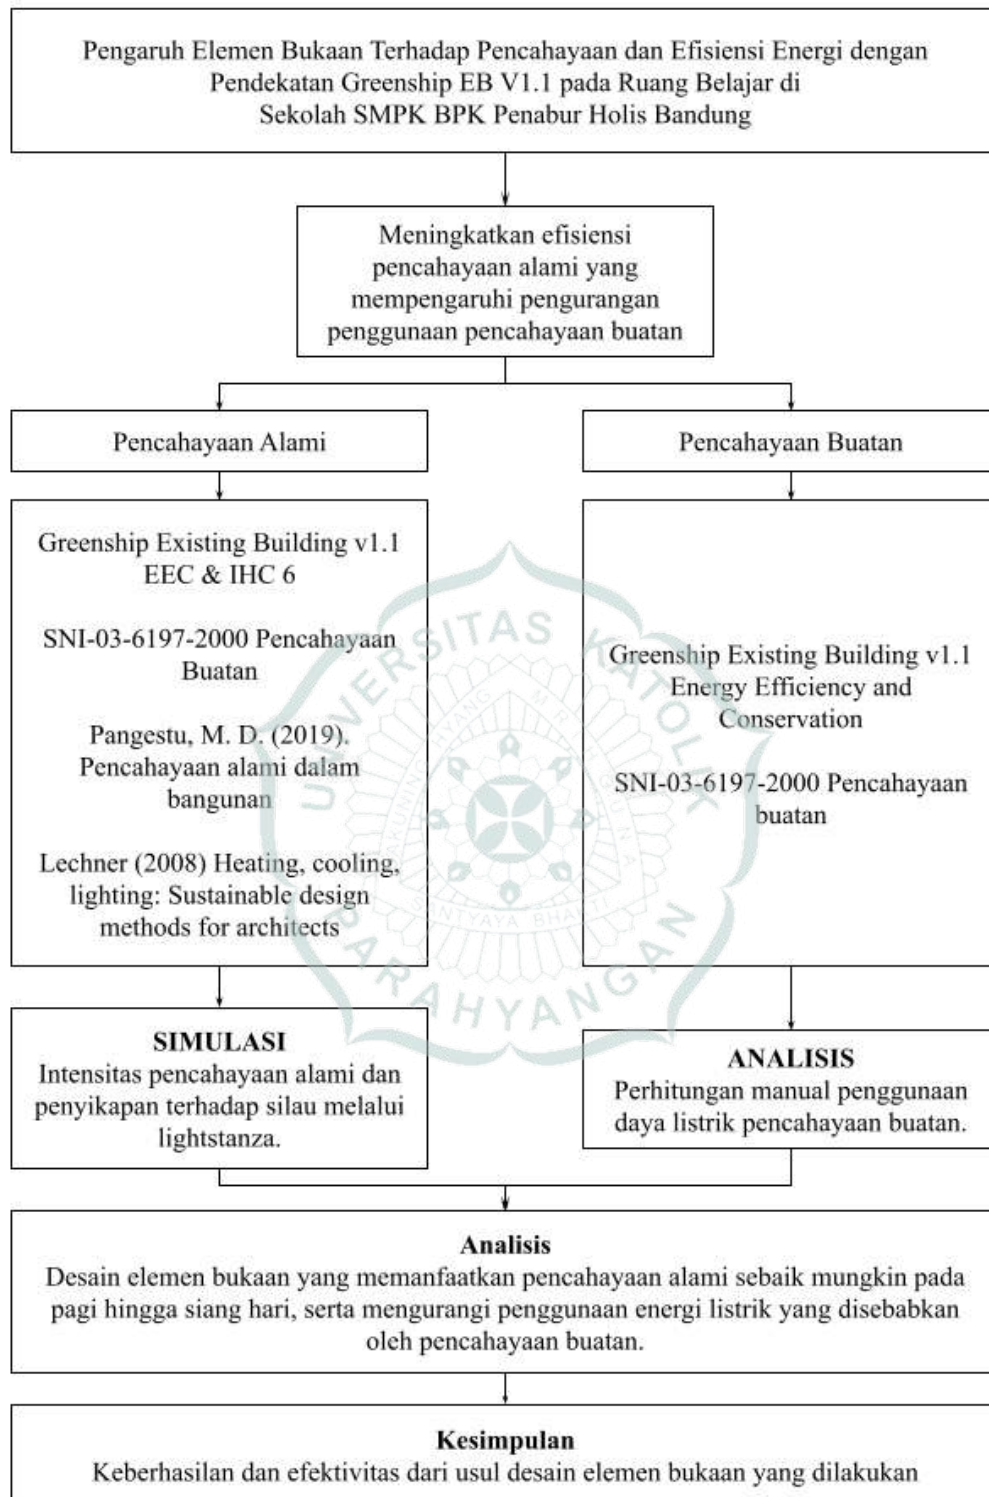 Pengaruh Elemen Bukaan Terhadap Pencahayaan dan Efisiensi Energi dengan
Pendekatan Greenship EB V1.1 pada Ruang Belajar di
Sekolah SMPK BPK Penabur Holis Bandung
Meningkatkan efisiensi
pencahayaan alami yang
mempengaruhi pengurangan
penggunaan pencahayaan buatan
Pencahayaan Alami
Pencahayaan Buatan
Greenship Existing Building v1.1
EEC & IHC 6
SNI-03-6197-2000 Pencahayaan
Buatan
Pangestu, M. D. (2019).
Pencahayaan alami dalam
bangunan
Lechner (2008) Heating, cooling,
lighting: Sustainable design
methods for architects
Greenship Existing Building v1.1
Energy Efficiency and
Conservation
SNI-03-6197-2000 Pencahayaan
buatan
UNIVERSITAS KATOLIK
PARAHYANGAN
SANTYAYA BHAKTI
SIMULASI
Intensitas pencahayaan alami dan
penyikapan terhadap silau melalui
lightstanza.
ANALISIS
Perhitungan manual penggunaan
daya listrik pencahayaan buatan.
Analisis
Desain elemen bukaan yang memanfaatkan pencahayaan alami sebaik mungkin pada
pagi hingga siang hari, serta mengurangi penggunaan energi listrik yang disebabkan
oleh pencahayaan buatan.
Kesimpulan
Keberhasilan dan efektivitas dari usul desain elemen bukaan yang dilakukan